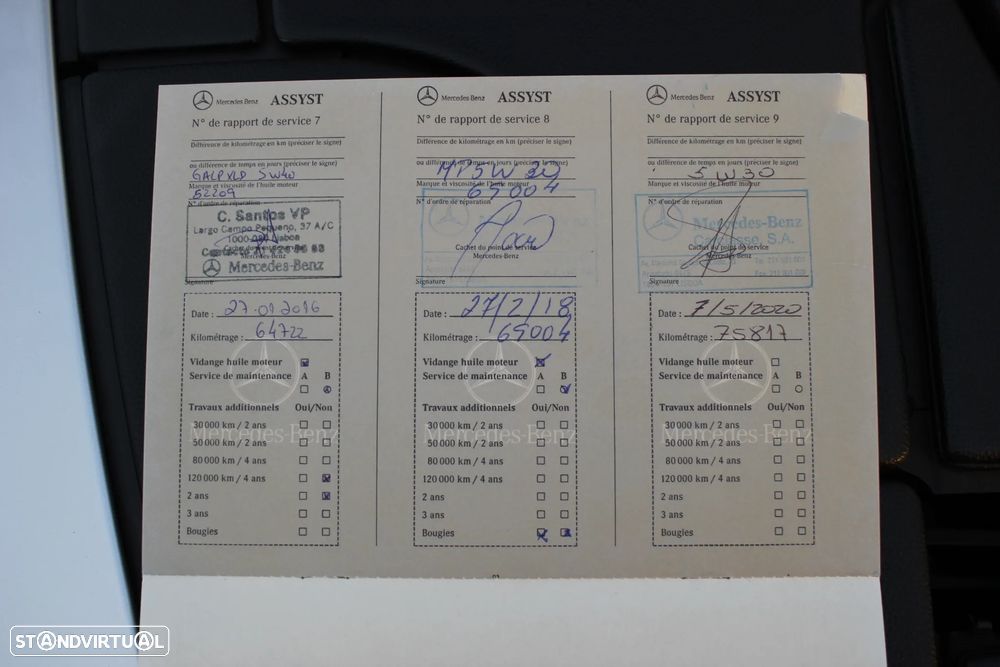 Mercedes Benz ASSYST
N° de rapport de service 7
Différence de kilométrage en km (préciser le signe)
ou différence de temps en jours (préciser le signe)
GALP XLD 5W40
Marque et viscosité de l'huile moteur
52209
N° d'ordre de réparation
C. Santos VP
Largo Campo Pequeno, 37 A/C
Lisboa
Mercedes-Benz
Mercedes-Benz
Signature
Date : 27-01 2016
Kilométrage : 64722
Vidange huile moteur
Service de maintenance A B
Travaux additionnels Oui/Non
30 000 km / 2 ans
50 000 km / 2 ans
80 000 km / 4 ans
120 000 km / 4 ans
2 ans
3 ans
Bougies
Mercedes Benz ASSYST
N° de rapport de service 8
Différence de kilométrage en km (préciser le signe)
ou différence de temps en jours (préciser le signe)
5W30
Marque et viscosité de l'huile moteur
65004
N° d'ordre de réparation
Cachet du point de service
Mercedes-Benz
Signature
Date : 27/2/18
Kilométrage : 65004
Vidange huile moteur
Service de maintenance A B
Travaux additionnels Oui/Non
30 000 km / 2 ans
50 000 km / 2 ans
80 000 km / 4 ans
120 000 km / 4 ans
2 ans
3 ans
Bougies
Mercedes Benz ASSYST
N° de rapport de service 9
Différence de kilométrage en km (préciser le signe)
ou différence de temps en jours (préciser le signe)
5W30
Marque et viscosité de l'huile moteur
N° d'ordre de réparation
Mercedes-Benz
S.A.
Cachet du point de service
Mercedes-Benz
Signature
Date : 7/5/2020
Kilométrage : 75817
Vidange huile moteur
Service de maintenance A B
Travaux additionnels Oui/Non
30 000 km / 2 ans
50 000 km / 2 ans
80 000 km / 4 ans
120 000 km / 4 ans
2 ans
3 ans
Bougies
Mercedes-Benz
Mercedes-Benz
Mercedes-Benz
STANDVIRTUAL